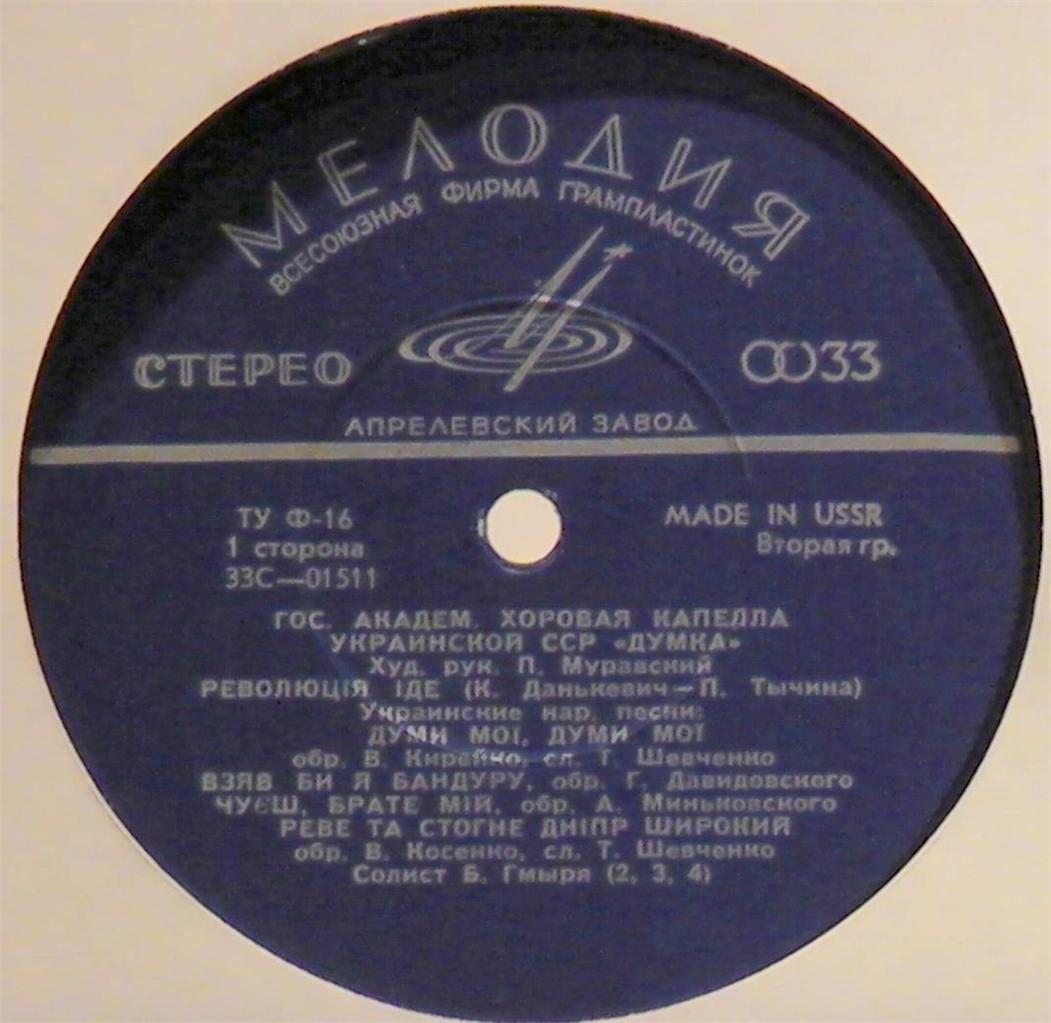 МЕЛОДИЯ
ВСЕСОЮЗНАЯ ФИРМА ГРАМПЛАСТИНОК
СТЕРЕО
33
АПРЕЛЕВСКИЙ ЗАВОД
ТУ Ф-16
1 сторона
33С—01511
MADE IN USSR
Вторая гр.
ГОС. АКАДЕМ. ХОРОВАЯ КАПЕЛЛА
УКРАИНСКОЙ ССР «ДУМКА»
Худ. рук. П. Муравский
РЕВОЛЮЦІЯ ІДЕ (К. Данькевич—П. Тычина)
Украинские нар. песни:
ДУМИ МОЇ, ДУМИ МОЇ
обр. В. Кирейко, сл. Т. Шевченко
ВЗЯВ БИ Я БАНДУРУ, обр. Г. Давидовского
ЧУЄШ, БРАТЕ МІЙ, обр. А. Миньковского
РЕВЕ ТА СТОГНЕ ДНІПР ШИРОКИЙ
обр. В. Косенко, сл. Т. Шевченко
Солист Б. Гмыря (2, 3, 4)